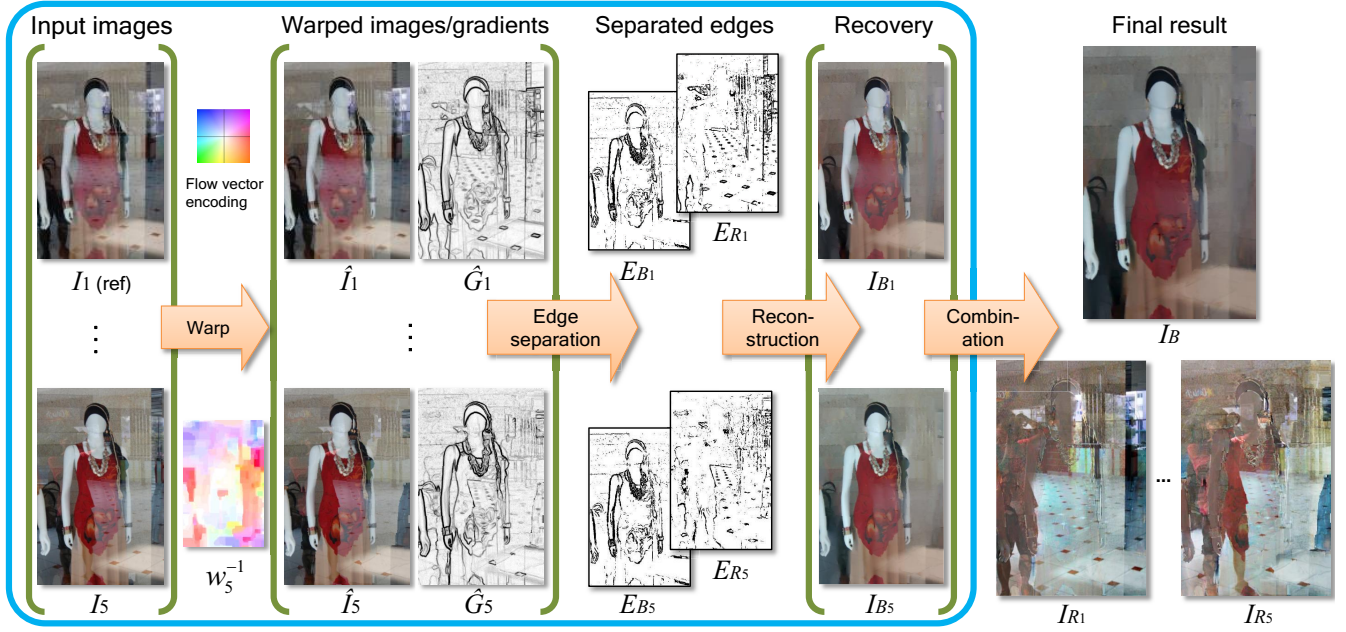 Input images
Warped images/gradients
Separated edges
Recovery
Final result
Flow vector
encoding
I1 (ref)
Î1
Ĝ1
EB1
ER1
IB1
IB
Warp
Edge
separation
Recon-
struction
Combin-
ation
⋮
⋮
I5
w5^-1
Î5
Ĝ5
EB5
ER5
IB5
IR1
...
IR5